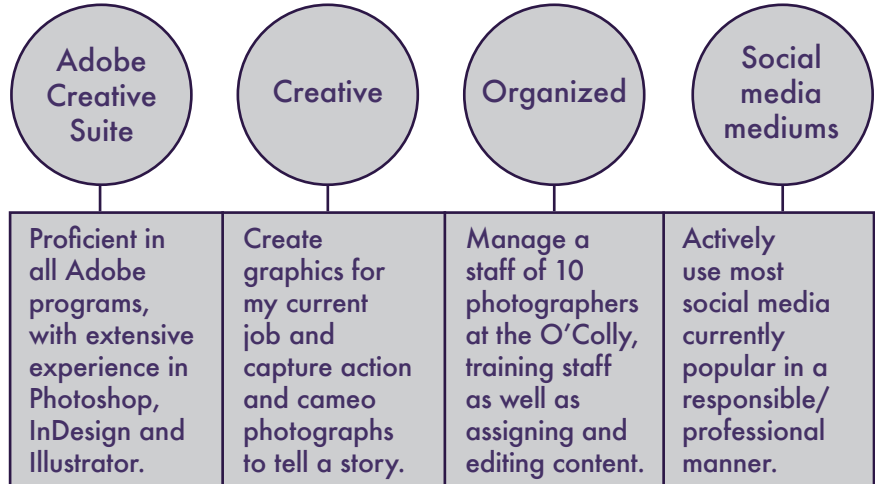 Adobe
Creative
Suite
Creative
Organized
Social
media
mediums
Proficient in
all Adobe
programs,
with extensive
experience in
Photoshop,
InDesign and
Illustrator.
Create
graphics for
my current
job and
capture action
and cameo
photographs
to tell a story.
Manage a
staff of 10
photographers
at the O’Colly,
training staff
as well as
assigning and
editing content.
Actively
use most
social media
currently
popular in a
responsible/
professional
manner.